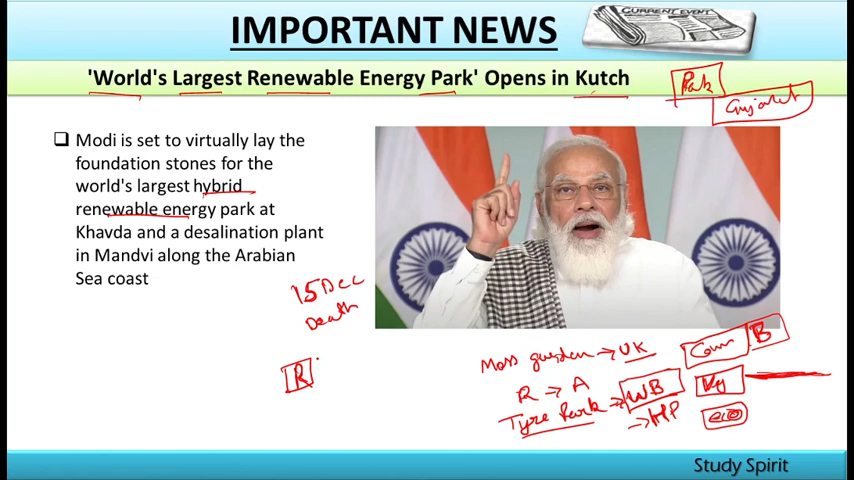 IMPORTANT NEWS
CURRENT EVENT
'World's Largest Renewable Energy Park' Opens in Kutch
Park
Gujarat
Modi is set to virtually lay the
foundation stones for the
world's largest hybrid
renewable energy park at
Khavda and a desalination plant
in Mandvi along the Arabian
Sea coast
15 Dec
Death
R
Moss garden → UK
B
R → A
Tyre Park → WB
→ HP
eco
Study Spirit